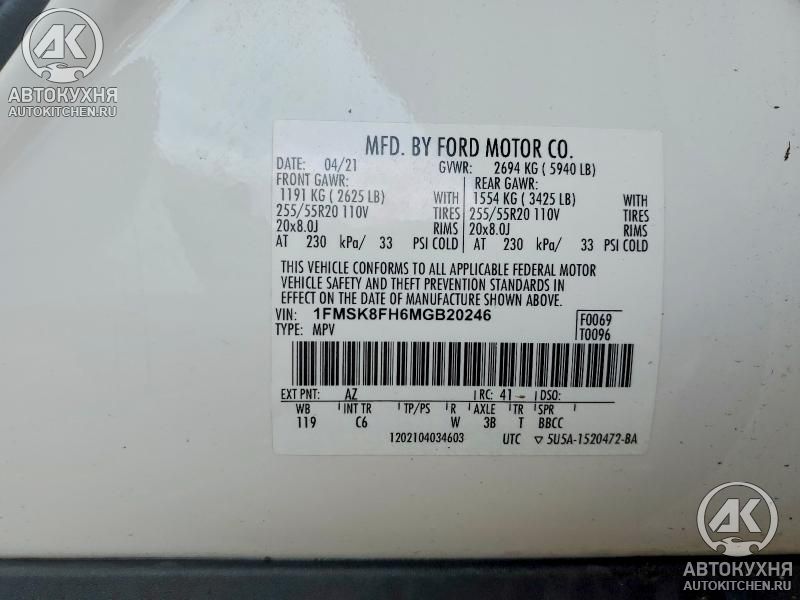 AK
АВТОКУХНЯ
AUTOKITCHEN.RU
MFD. BY FORD MOTOR CO.
DATE: 04/21 GVWR: 2694 KG ( 5940 LB)
FRONT GAWR: REAR GAWR:
1191 KG ( 2625 LB) WITH 1554 KG ( 3425 LB) WITH
255/55R20 110V TIRES 255/55R20 110V TIRES
20x8.0J RIMS 20x8.0J RIMS
AT 230 kPa/ 33 PSI COLD AT 230 kPa/ 33 PSI COLD
THIS VEHICLE CONFORMS TO ALL APPLICABLE FEDERAL MOTOR
VEHICLE SAFETY AND THEFT PREVENTION STANDARDS IN
EFFECT ON THE DATE OF MANUFACTURE SHOWN ABOVE.
VIN: 1FMSK8FH6MGB20246 F0069
TYPE: MPV T0096
EXT PNT: AZ RC: 41 DSO:
WB INT TR TP/PS R AXLE TR SPR
119 C6 W 3B T BBCC
1202104034603 UTC ▽ 5U5A-1520472-BA
AK
АВТОКУХНЯ
AUTOKITCHEN.RU